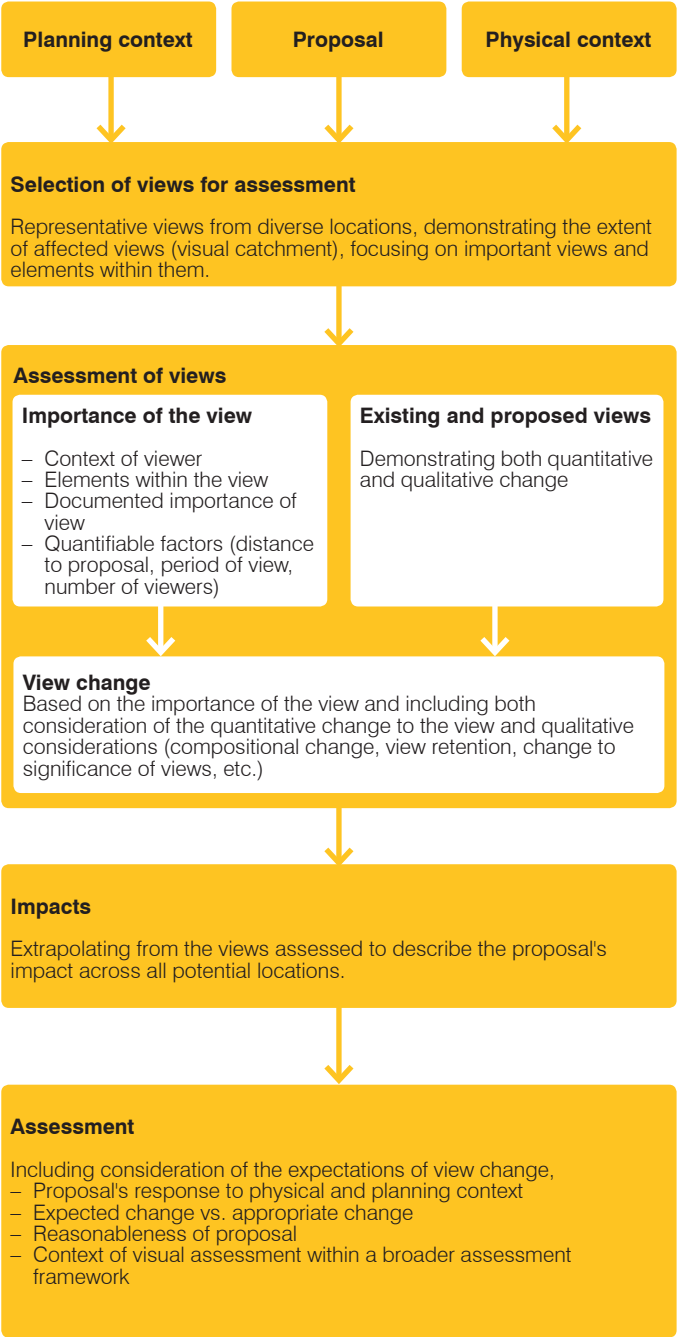 Planning context
Proposal
Physical context
Selection of views for assessment
Representative views from diverse locations, demonstrating the extent
of affected views (visual catchment), focusing on important views and
elements within them.
Assessment of views
Importance of the view
– Context of viewer
– Elements within the view
– Documented importance of
view
– Quantifiable factors (distance
to proposal, period of view,
number of viewers)
Existing and proposed views
Demonstrating both quantitative
and qualitative change
View change
Based on the importance of the view and including both
consideration of the quantitative change to the view and qualitative
considerations (compositional change, view retention, change to
significance of views, etc.)
Impacts
Extrapolating from the views assessed to describe the proposal's
impact across all potential locations.
Assessment
Including consideration of the expectations of view change,
– Proposal's response to physical and planning context
– Expected change vs. appropriate change
– Reasonableness of proposal
– Context of visual assessment within a broader assessment
framework